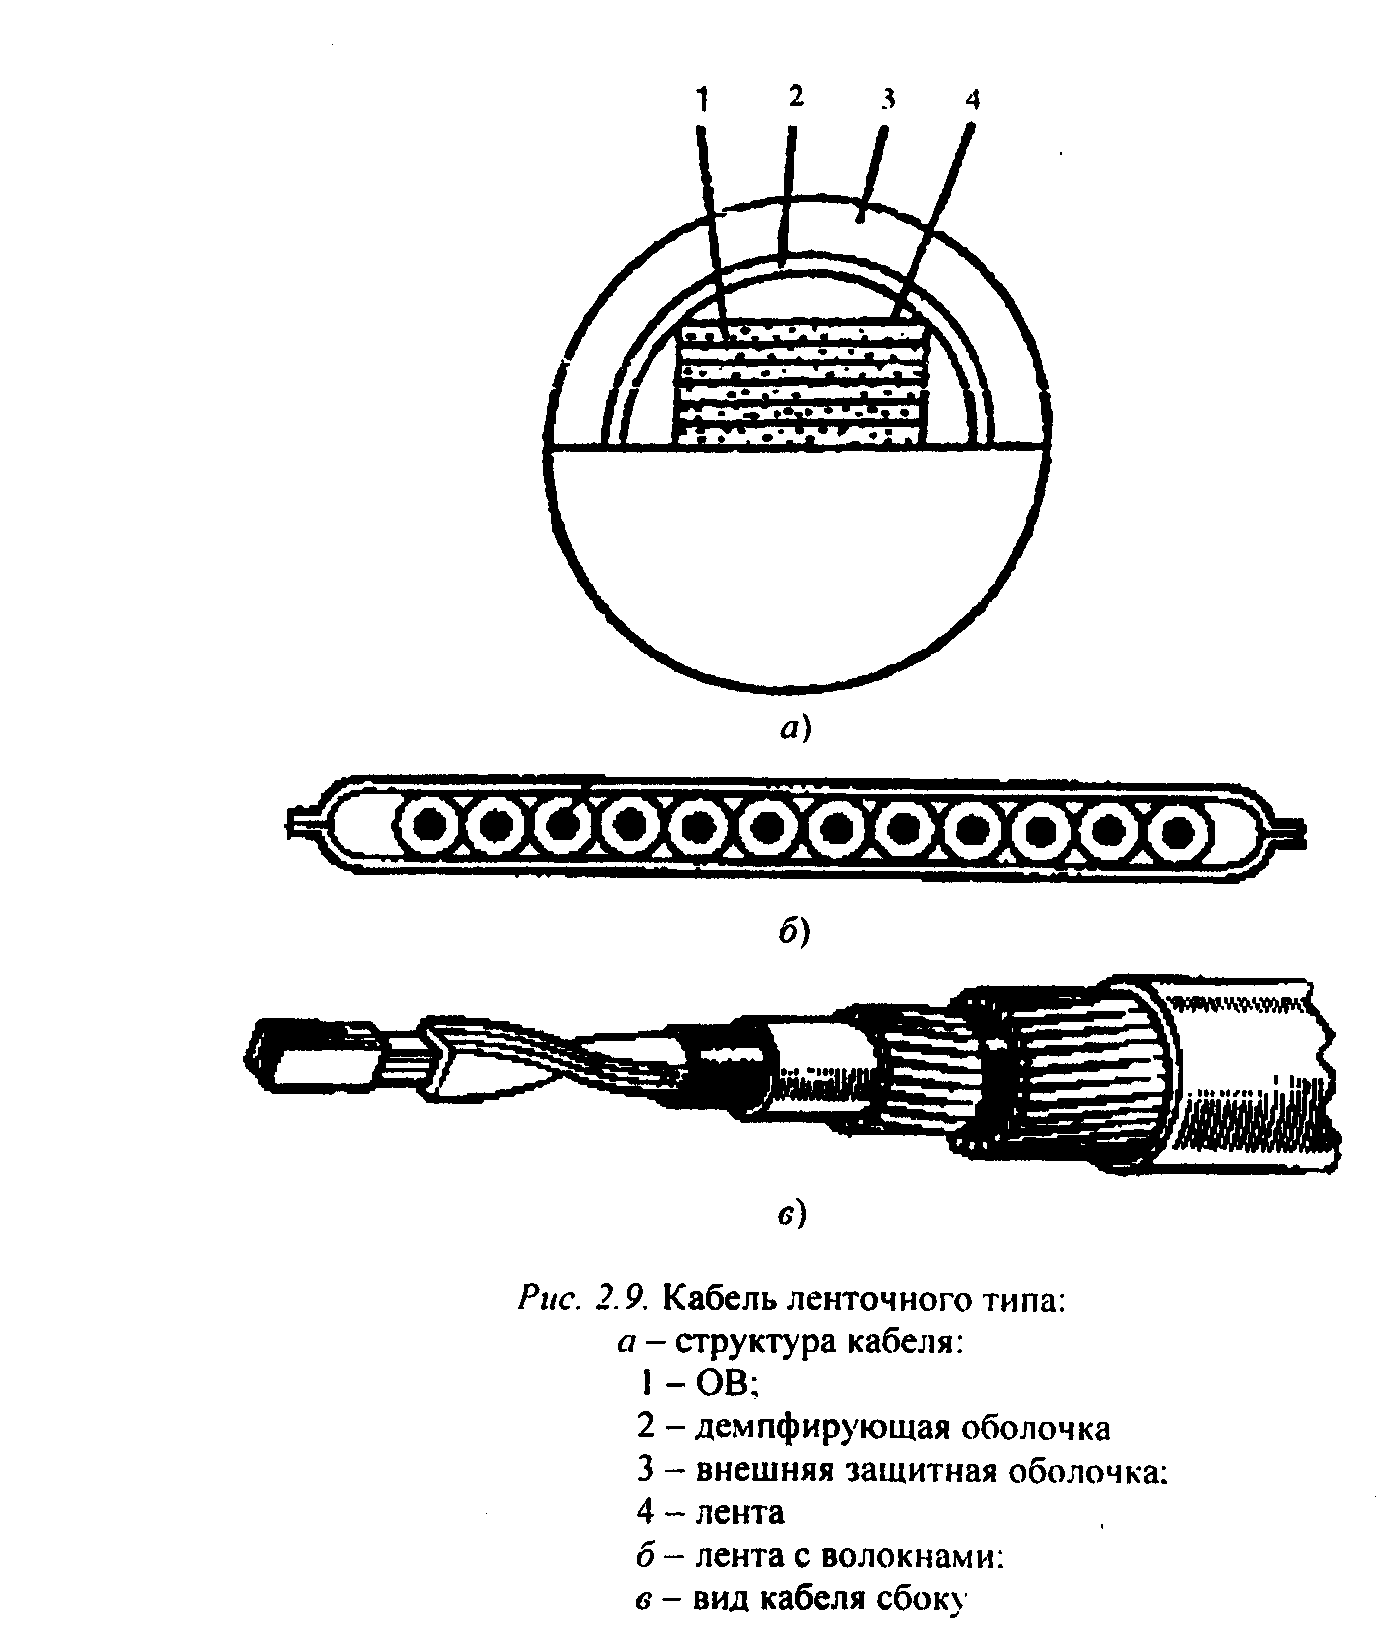 1 2 3 4
а)
б)
в)
Рис. 2.9. Кабель ленточного типа:
а – структура кабеля:
1 – ОВ;
2 – демпфирующая оболочка
3 – внешняя защитная оболочка:
4 – лента
б – лента с волокнами:
в – вид кабеля сбоку